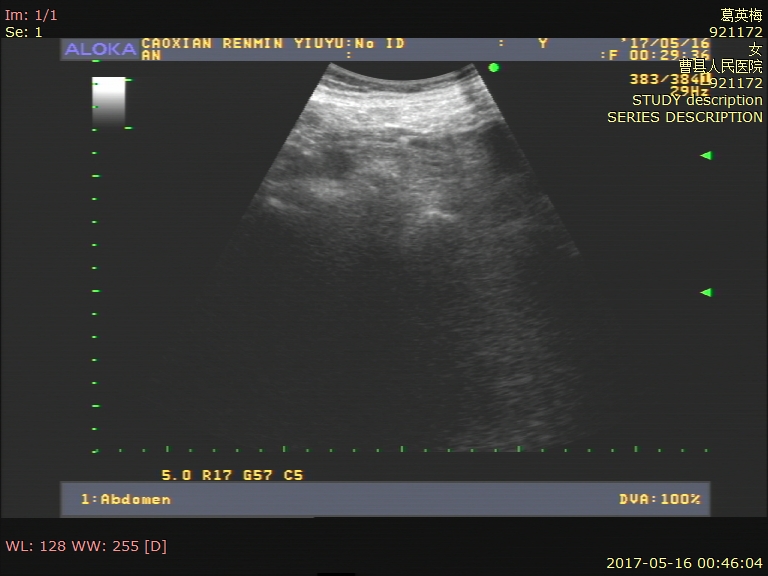 Im: 1/1
Se: 1
葛英梅
921172
女
曹县人民医院
921172
STUDY description
SERIES DESCRIPTION
ALOKA
CAOXIAN RENMIN YIUYU:No ID : Y '17/05/16
AN : :F 00:29:36
383/384
29Hz
5.0 R17 G57 C5
1:Abdomen
DVA:100%
WL: 128 WW: 255 [D]
2017-05-16 00:46:04